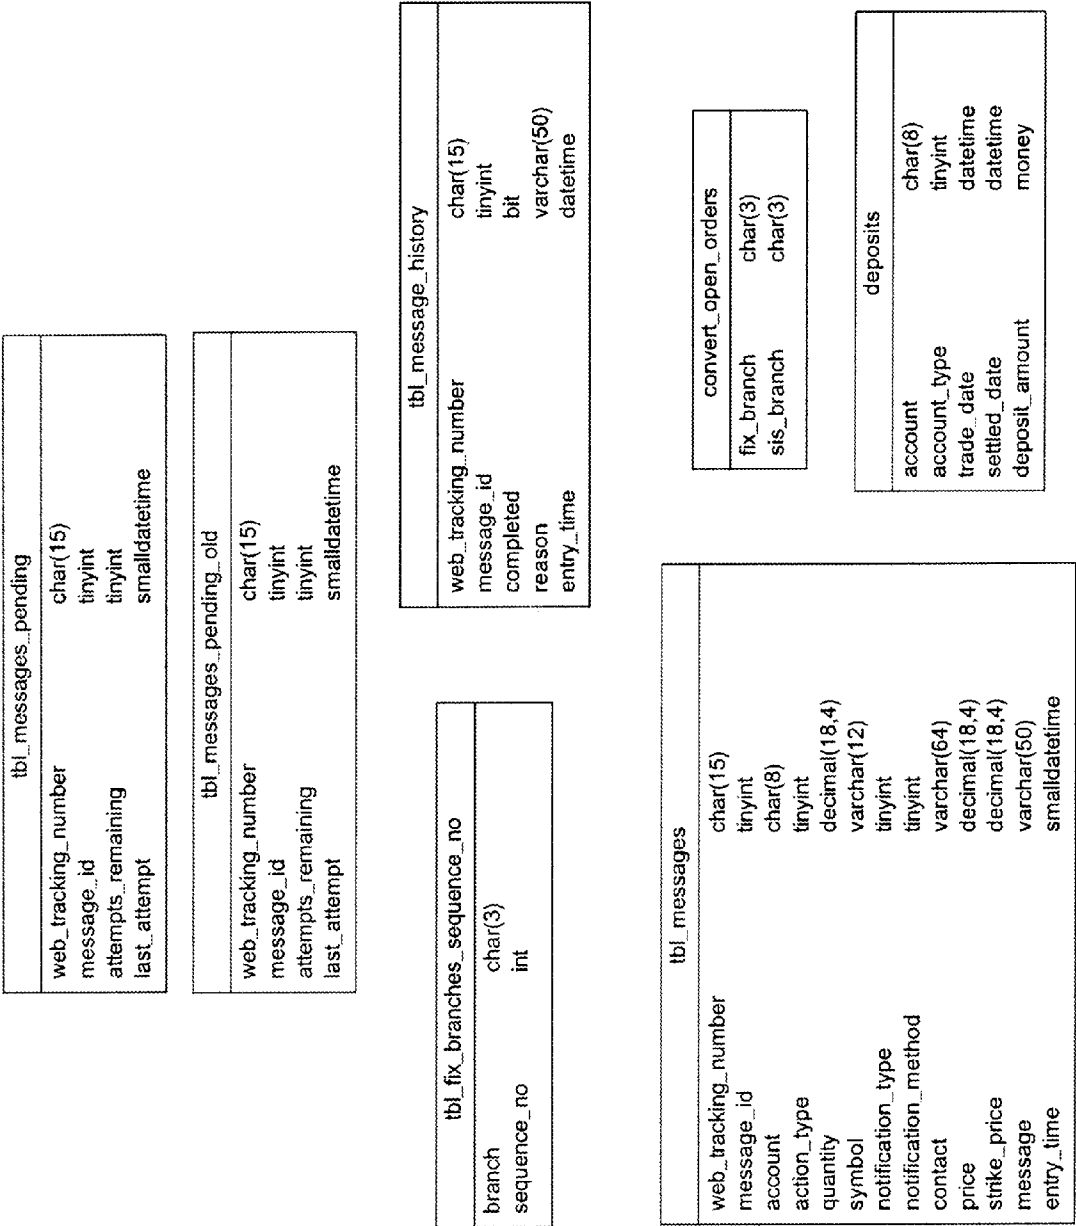 tbl_messages_pending
web_tracking_number char(15)
message_id tinyint
attempts_remaining tinyint
last_attempt smalldatetime
tbl_messages_pending_old
web_tracking_number char(15)
message_id tinyint
attempts_remaining tinyint
last_attempt smalldatetime
tbl_message_history
web_tracking_number char(15)
message_id tinyint
completed bit
reason varchar(50)
entry_time datetime
tbl_fix_branches_sequence_no
branch char(3)
sequence_no int
convert_open_orders
fix_branch char(3)
sis_branch char(3)
deposits
account char(8)
account_type tinyint
trade_date datetime
settled_date datetime
deposit_amount money
tbl_messages
web_tracking_number char(15)
message_id tinyint
account char(8)
action_type tinyint
quantity decimal(18,4)
symbol varchar(12)
notification_type tinyint
notification_method tinyint
contact varchar(64)
price decimal(18,4)
strike_price decimal(18,4)
message varchar(50)
entry_time smalldatetime